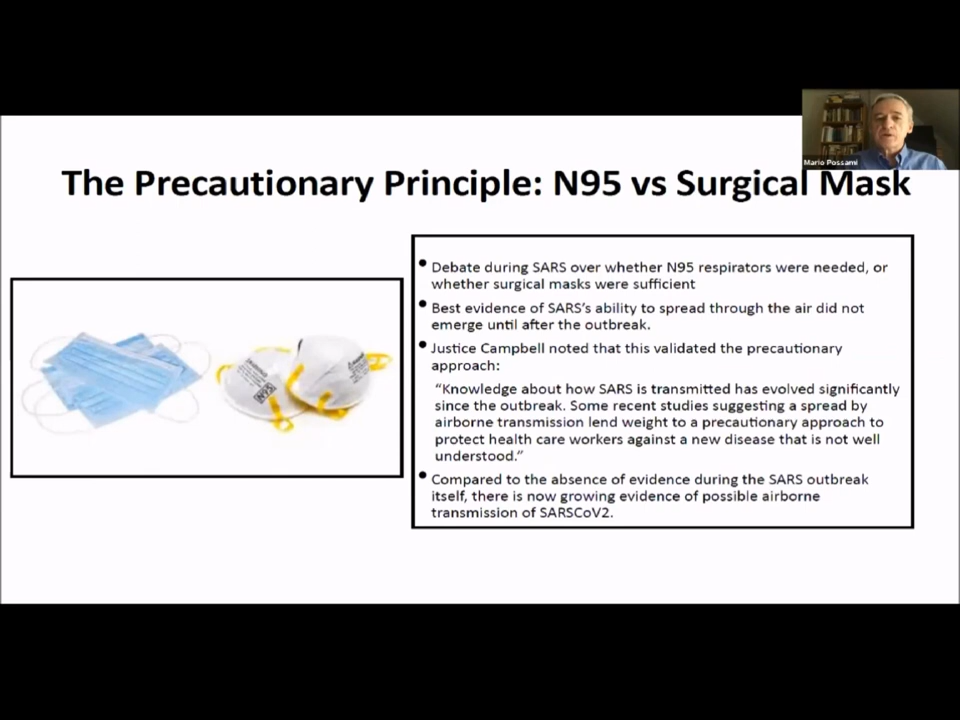 Mario Possami
The Precautionary Principle: N95 vs Surgical Mask
• Debate during SARS over whether N95 respirators were needed, or
whether surgical masks were sufficient
• Best evidence of SARS's ability to spread through the air did not
emerge until after the outbreak.
• Justice Campbell noted that this validated the precautionary
approach:
“Knowledge about how SARS is transmitted has evolved significantly
since the outbreak. Some recent studies suggesting a spread by
airborne transmission lend weight to a precautionary approach to
protect health care workers against a new disease that is not well
understood.”
• Compared to the absence of evidence during the SARS outbreak
itself, there is now growing evidence of possible airborne
transmission of SARSCoV2.